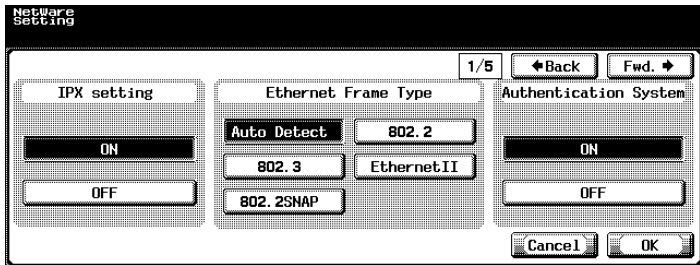 NetWare
Setting
1/5
←Back
Fwd. →
IPX setting
ON
OFF
Ethernet Frame Type
Auto Detect
802.2
802.3
EthernetII
802.2SNAP
Authentication System
ON
OFF
Cancel
OK